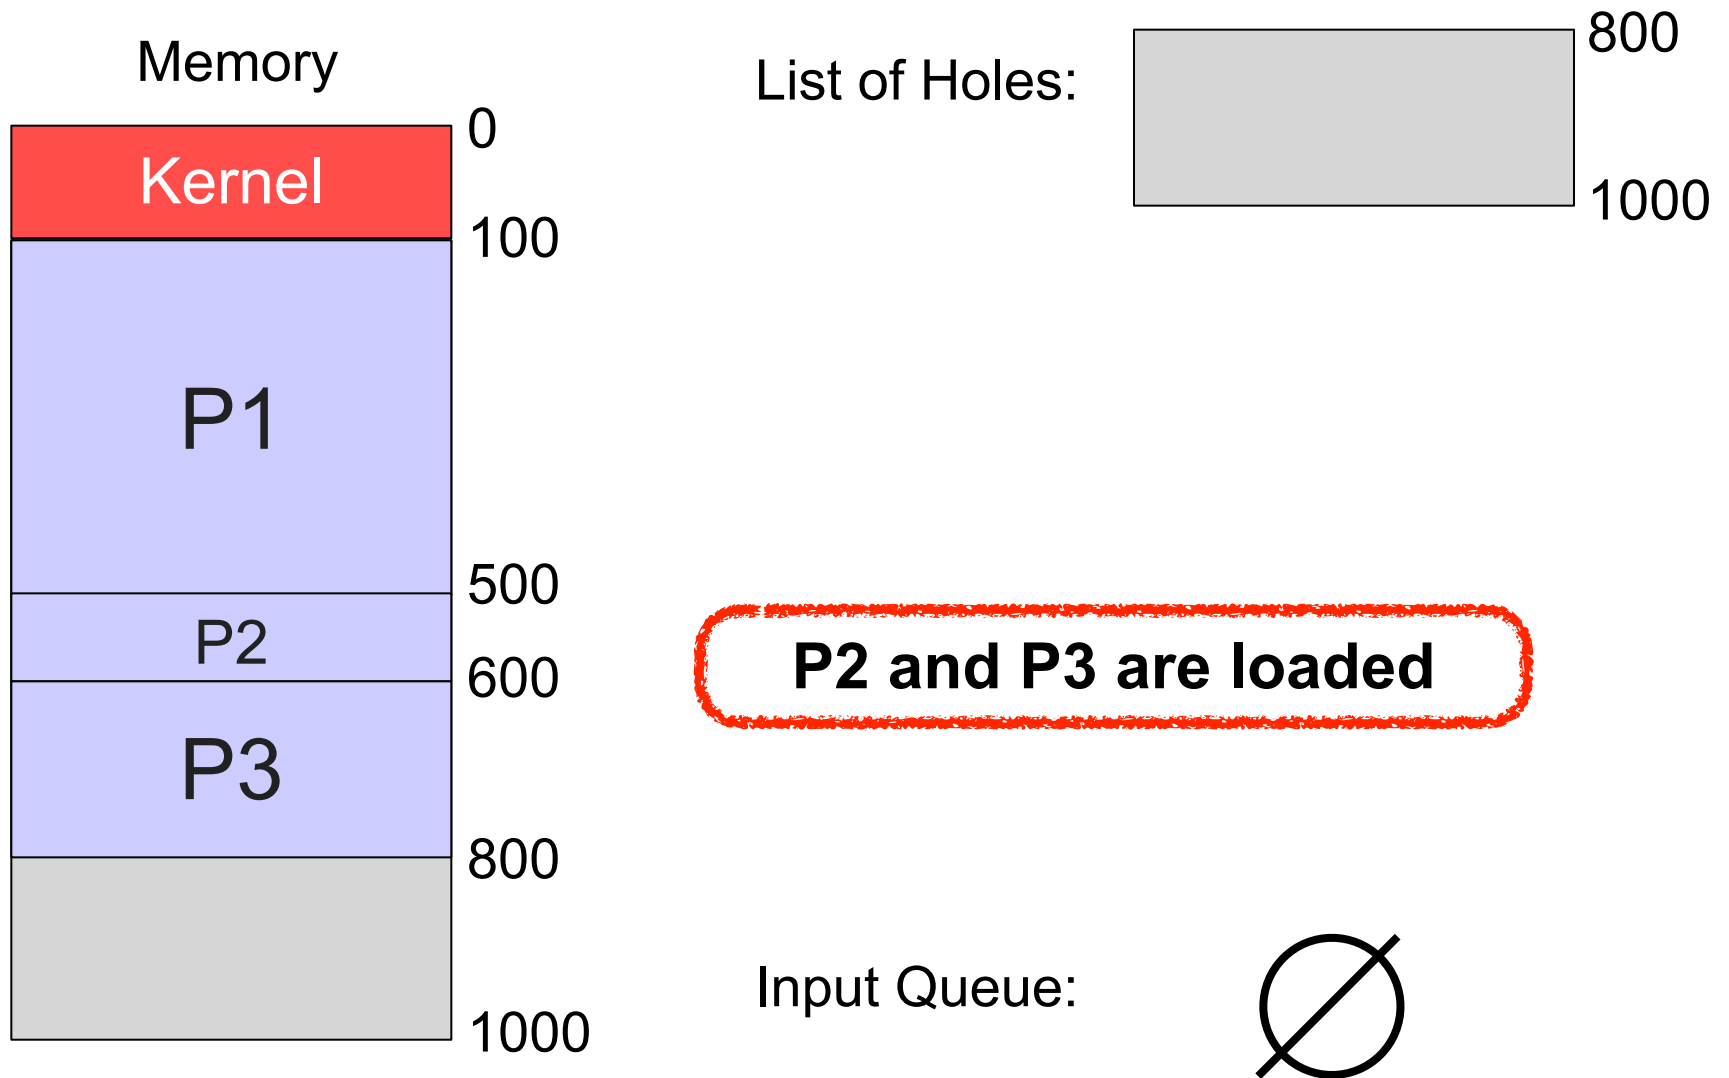 Memory
0
Kernel
100
P1
500
P2
600
P3
800
1000
List of Holes:
800
1000
P2 and P3 are loaded
Input Queue:
∅